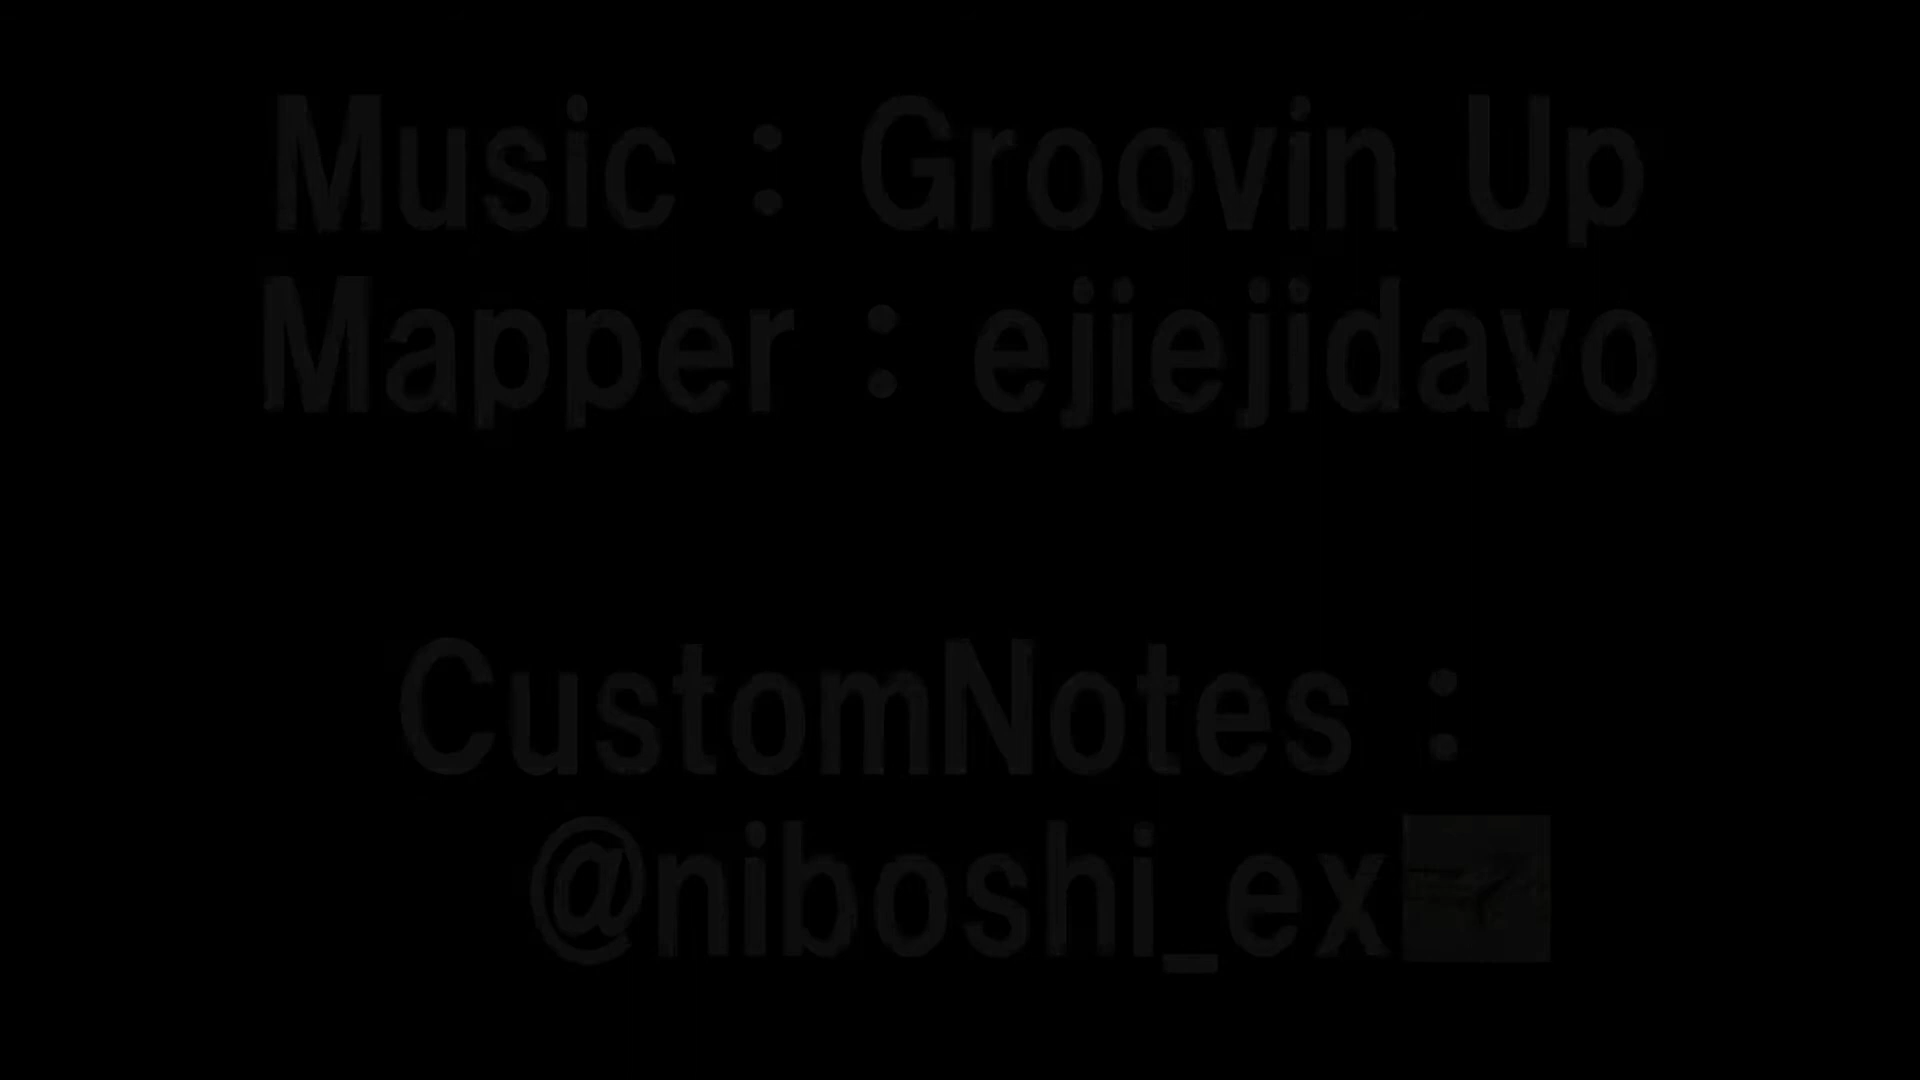 Music : Groovin Up
Mapper : ejiejidayo
CustomNotes :
@niboshi_ex